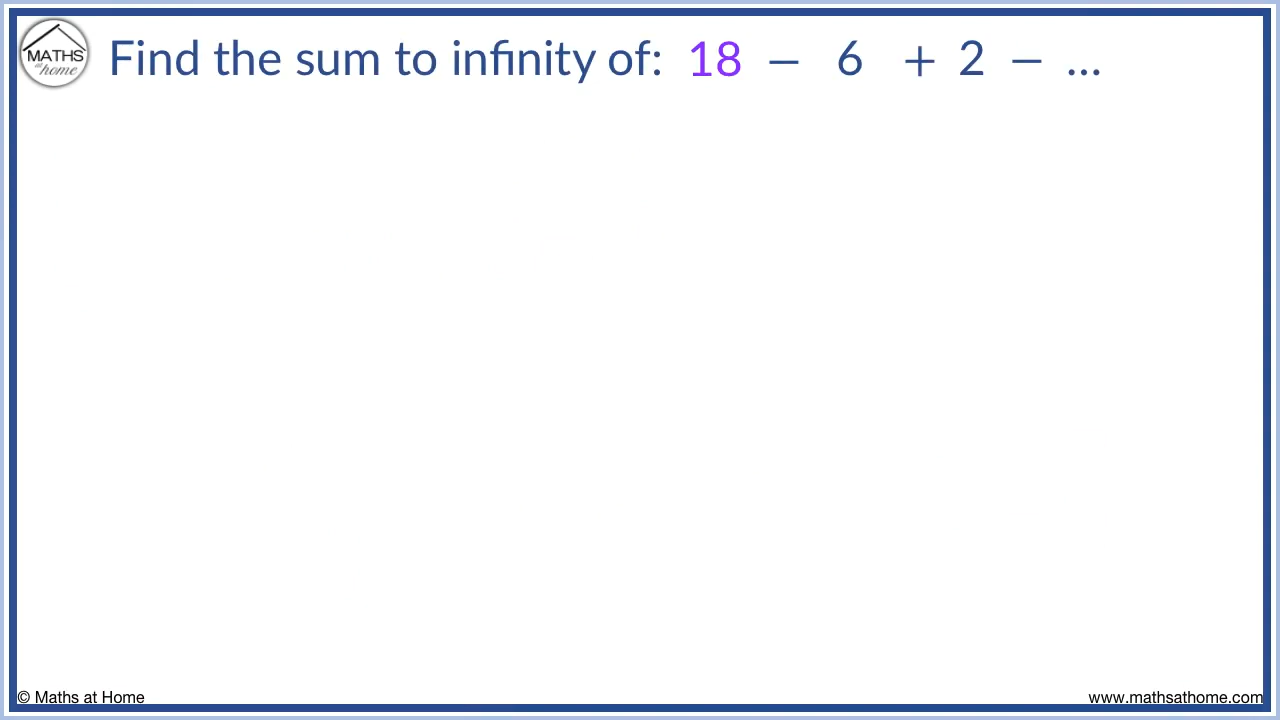 MATHS
at
home
Find the sum to infinity of: 18 − 6 + 2 − ...
© Maths at Home
www.mathsathome.com